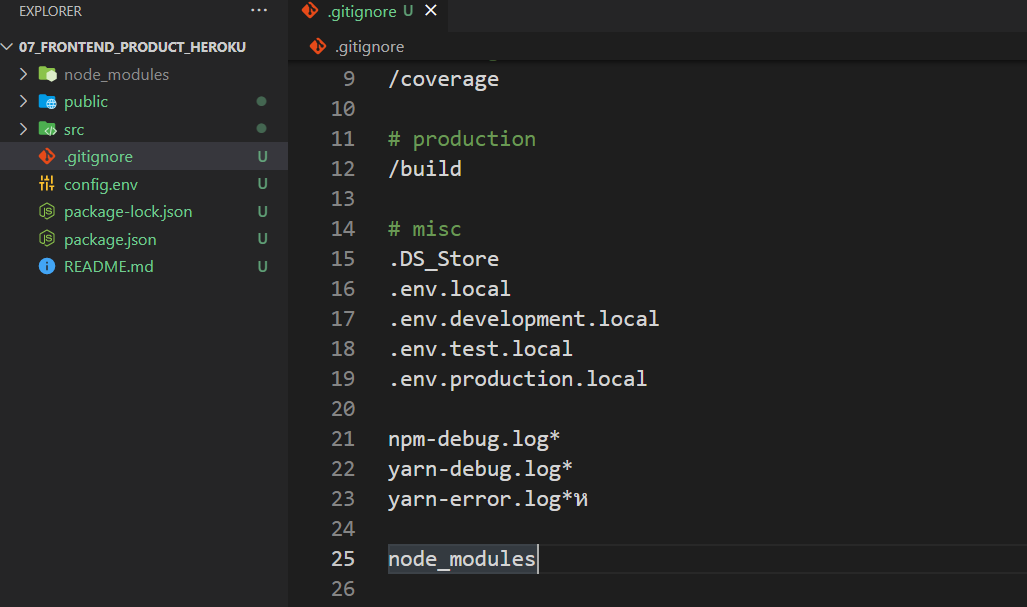 EXPLORER
...
07_FRONTEND_PRODUCT_HEROKU
node_modules
public
src
.gitignore U
config.env U
package-lock.json U
package.json U
README.md U
.gitignore U
.gitignore
9 /coverage
10
11 # production
12 /build
13
14 # misc
15 .DS_Store
16 .env.local
17 .env.development.local
18 .env.test.local
19 .env.production.local
20
21 npm-debug.log*
22 yarn-debug.log*
23 yarn-error.log*ห
24
25 node_modules
26